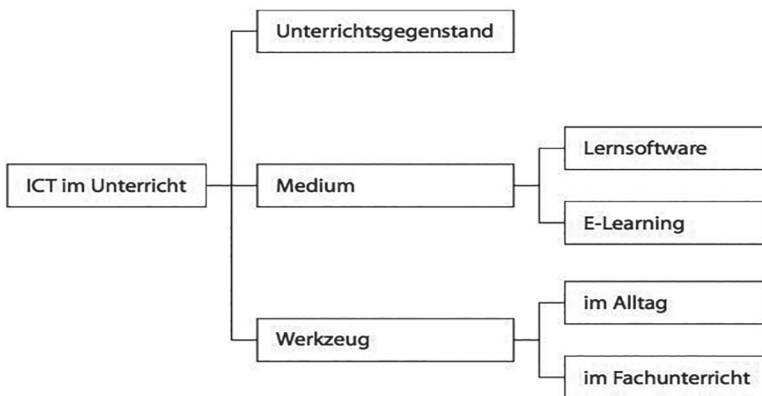 Unterrichtsgegenstand
Lernsoftware
ICT im Unterricht
Medium
E-Learning
im Alltag
Werkzeug
im Fachunterricht